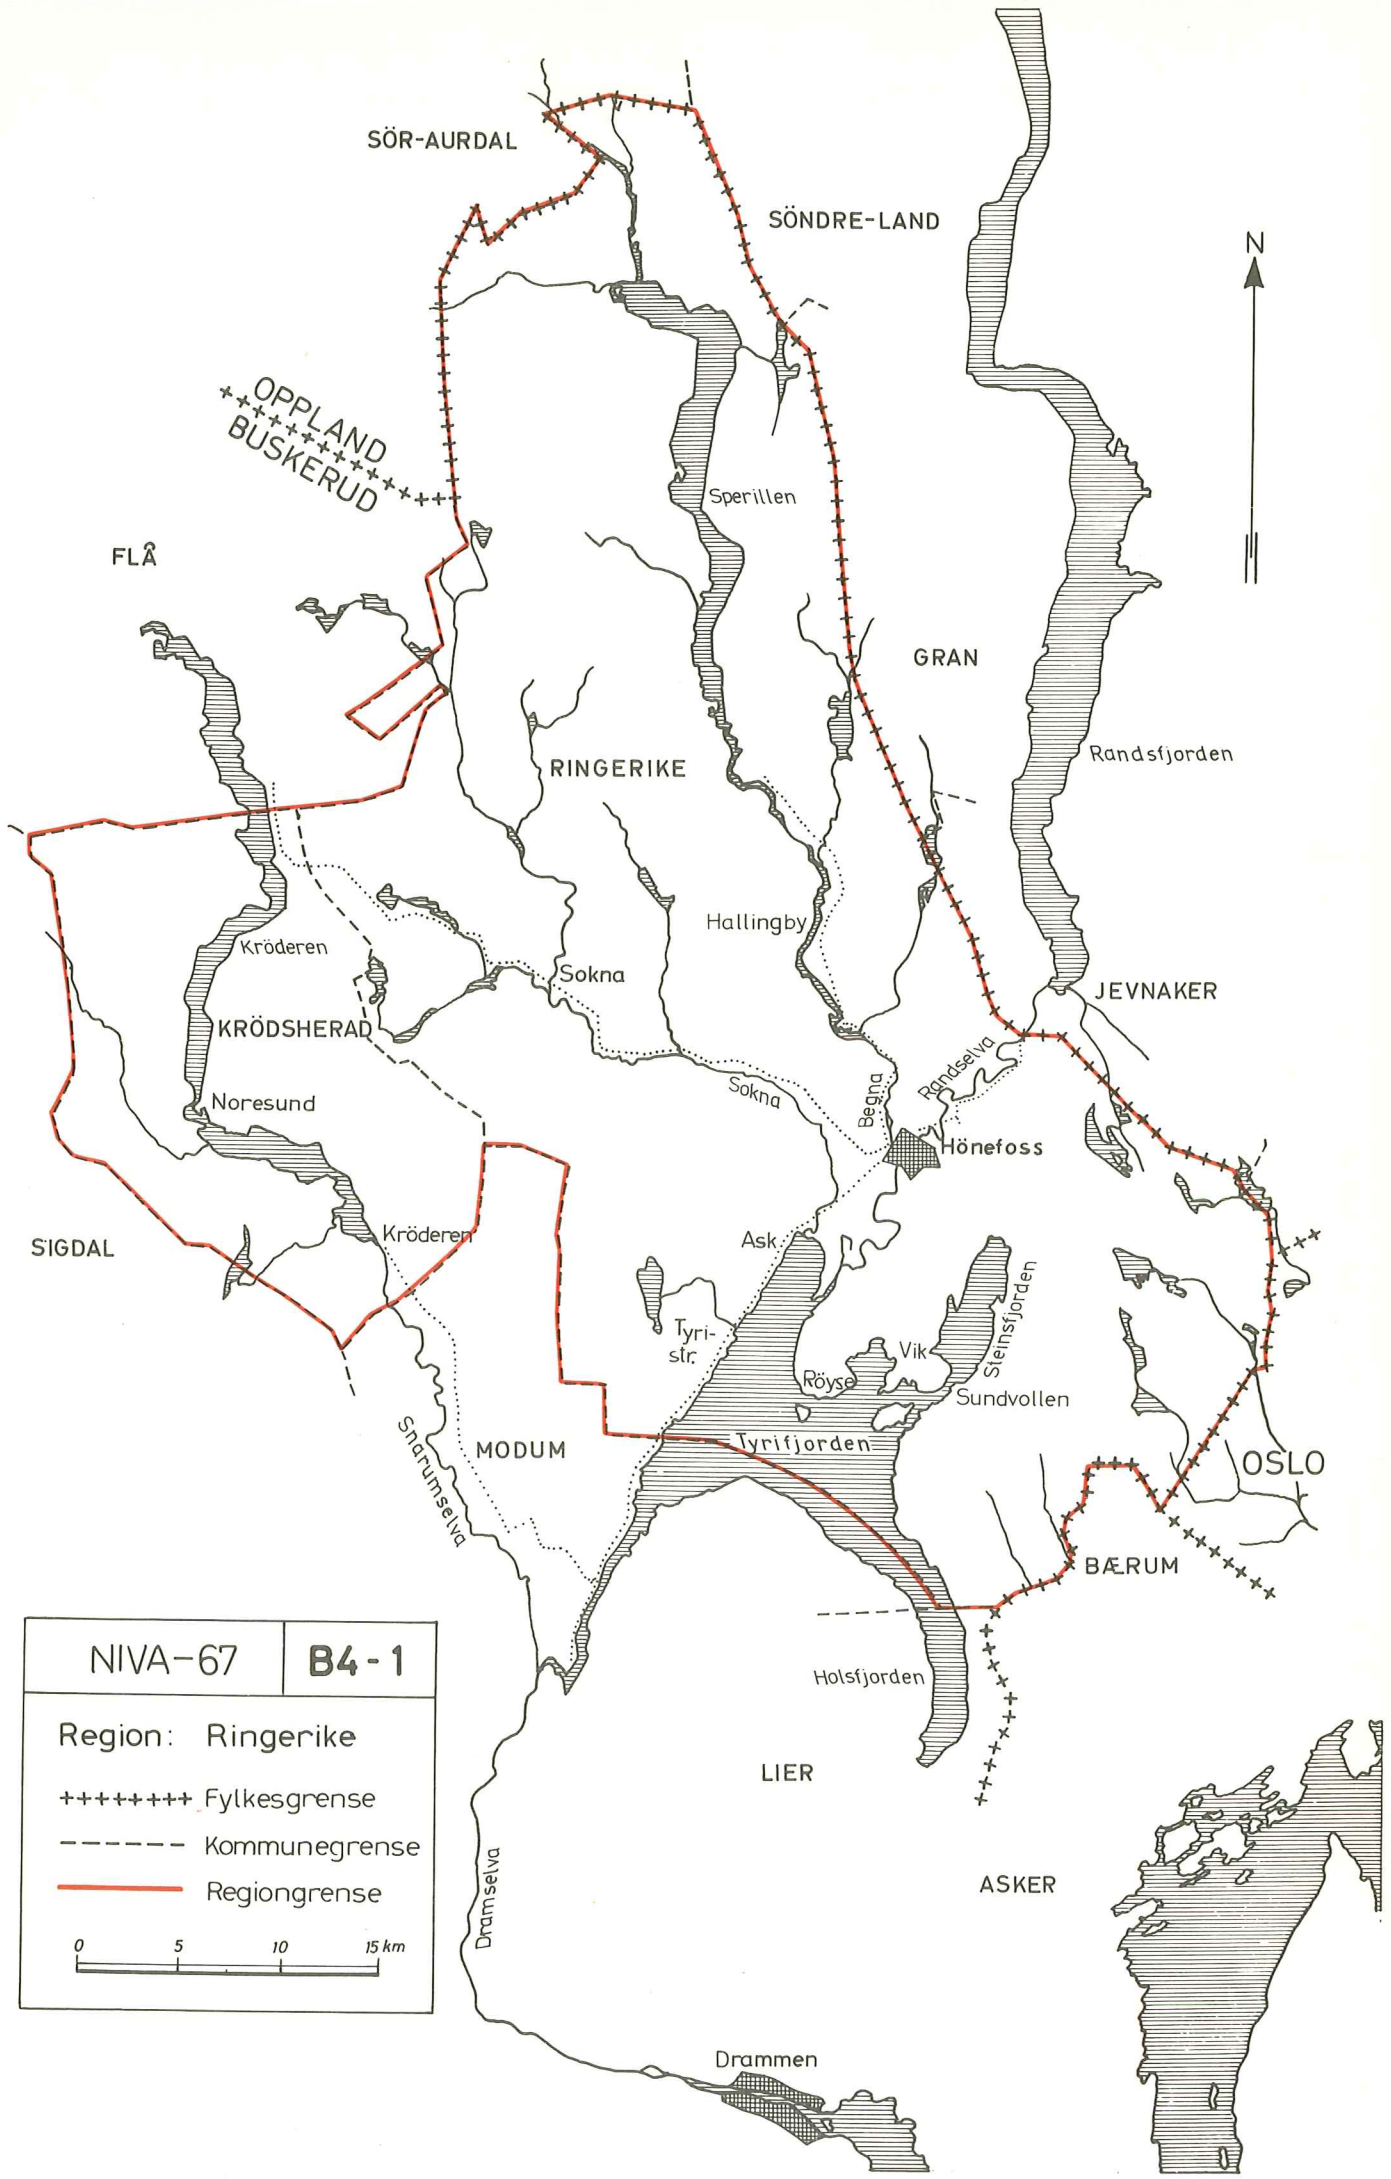 SÖR-AURDAL
SÖNDRE-LAND
N
OPPLAND
BUSKERUD
Sperillen
FLÅ
GRAN
Randsfjorden
RINGERIKE
Hallingby
Kröderen
Sokna
JEVNAKER
KRÖDSHERAD
Randselva
Noresund
Sokna
Begna
Hönefoss
Kröderen
SIGDAL
Ask
Steinsfjorden
Tyri-
str.
Vik
Röyse
Sundvollen
Snarumselva
MODUM
Tyrifjorden
OSLO
BÆRUM
NIVA-67
B4-1
Holsfjorden
Region: Ringerike
LIER
Fylkesgrense
Kommunegrense
Dramselva
Regiongrense
ASKER
0 5 10 15 km
Drammen